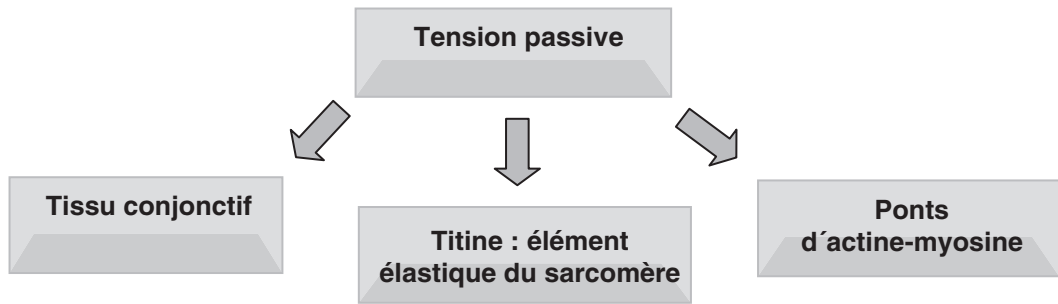 Tension passive
Tissu conjonctif
Titine : élément
élastique du sarcomère
Ponts
d´actine-myosine